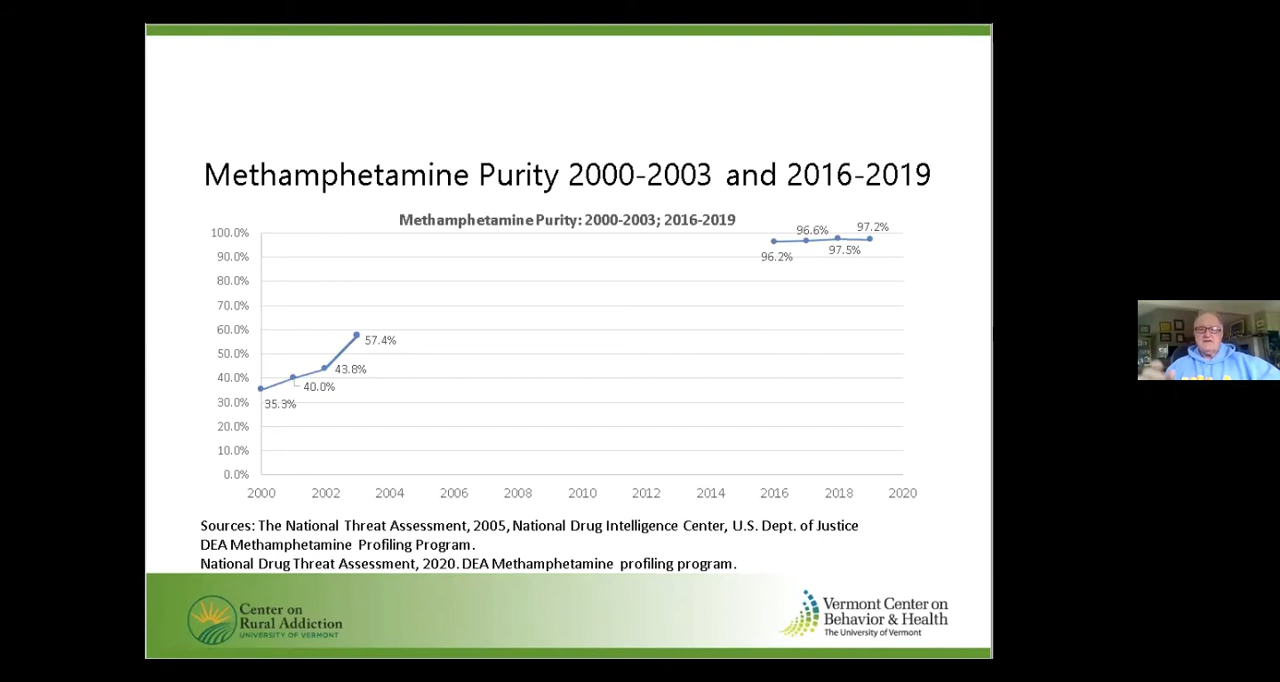 Methamphetamine Purity 2000-2003 and 2016-2019
Methamphetamine Purity: 2000-2003; 2016-2019
100.0%
90.0%
80.0%
70.0%
60.0%
50.0%
40.0%
30.0%
20.0%
10.0%
0.0%
35.3%
40.0%
43.8%
57.4%
96.2%
96.6%
97.5%
97.2%
2000 2002 2004 2006 2008 2010 2012 2014 2016 2018 2020
Sources: The National Threat Assessment, 2005, National Drug Intelligence Center, U.S. Dept. of Justice
DEA Methamphetamine Profiling Program.
National Drug Threat Assessment, 2020. DEA Methamphetamine profiling program.
Center on
Rural Addiction
UNIVERSITY OF VERMONT
Vermont Center on
Behavior & Health
The University of Vermont